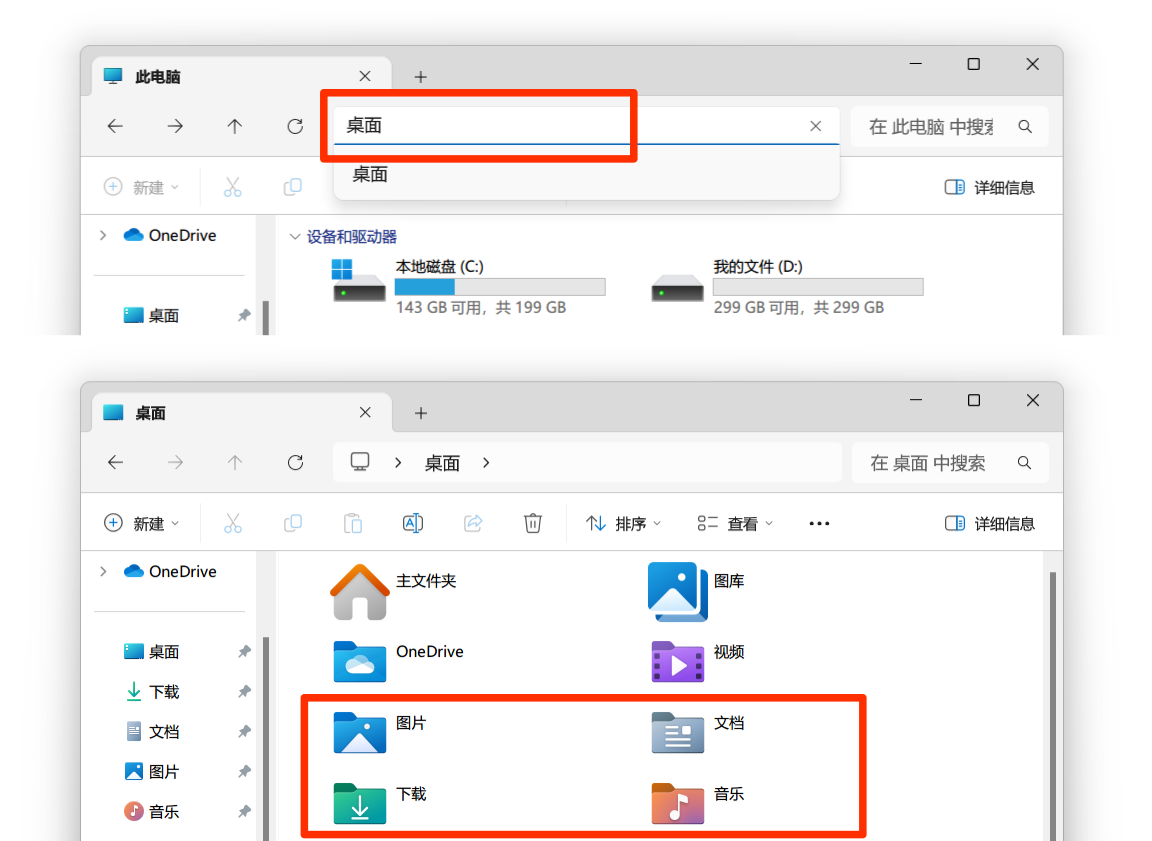 此电脑
桌面
在 此电脑 中搜索
桌面
新建
详细信息
OneDrive
设备和驱动器
本地磁盘 (C:)
我的文件 (D:)
143 GB 可用，共 199 GB
299 GB 可用，共 299 GB
桌面
桌面
桌面
在 桌面 中搜索
新建
排序
查看
详细信息
OneDrive
主文件夹
图库
OneDrive
视频
桌面
下载
文档
图片
音乐
图片
文档
下载
音乐